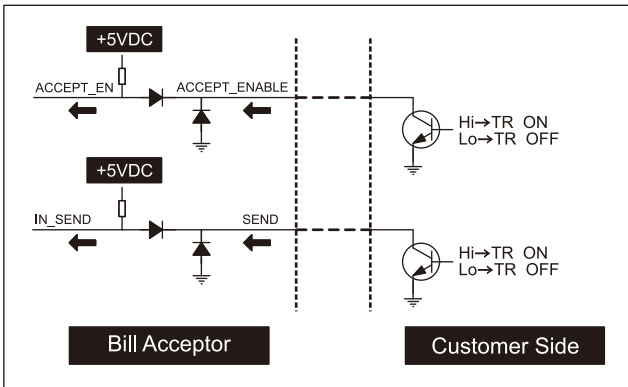 +5VDC
ACCEPT_EN
ACCEPT_ENABLE
Hi→TR ON
Lo→TR OFF
+5VDC
IN_SEND
SEND
Hi→TR ON
Lo→TR OFF
Bill Acceptor
Customer Side